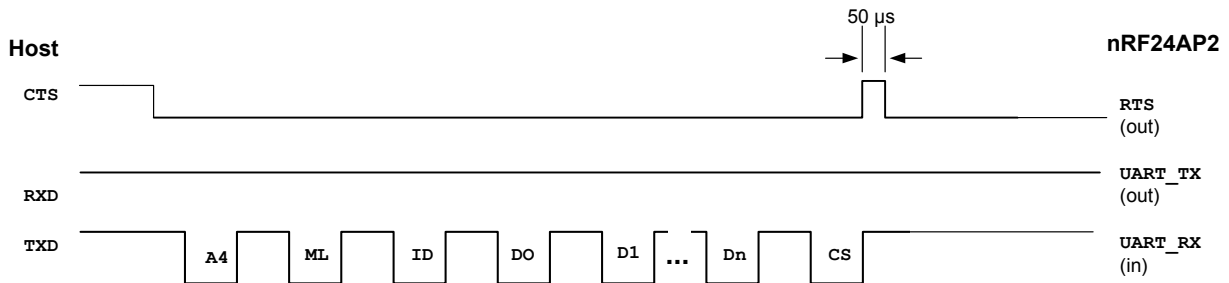 50 µs
Host
nRF24AP2
CTS
RTS
(out)
RXD
UART_TX
(out)
TXD
A4
ML
ID
DO
D1
...
Dn
CS
UART_RX
(in)